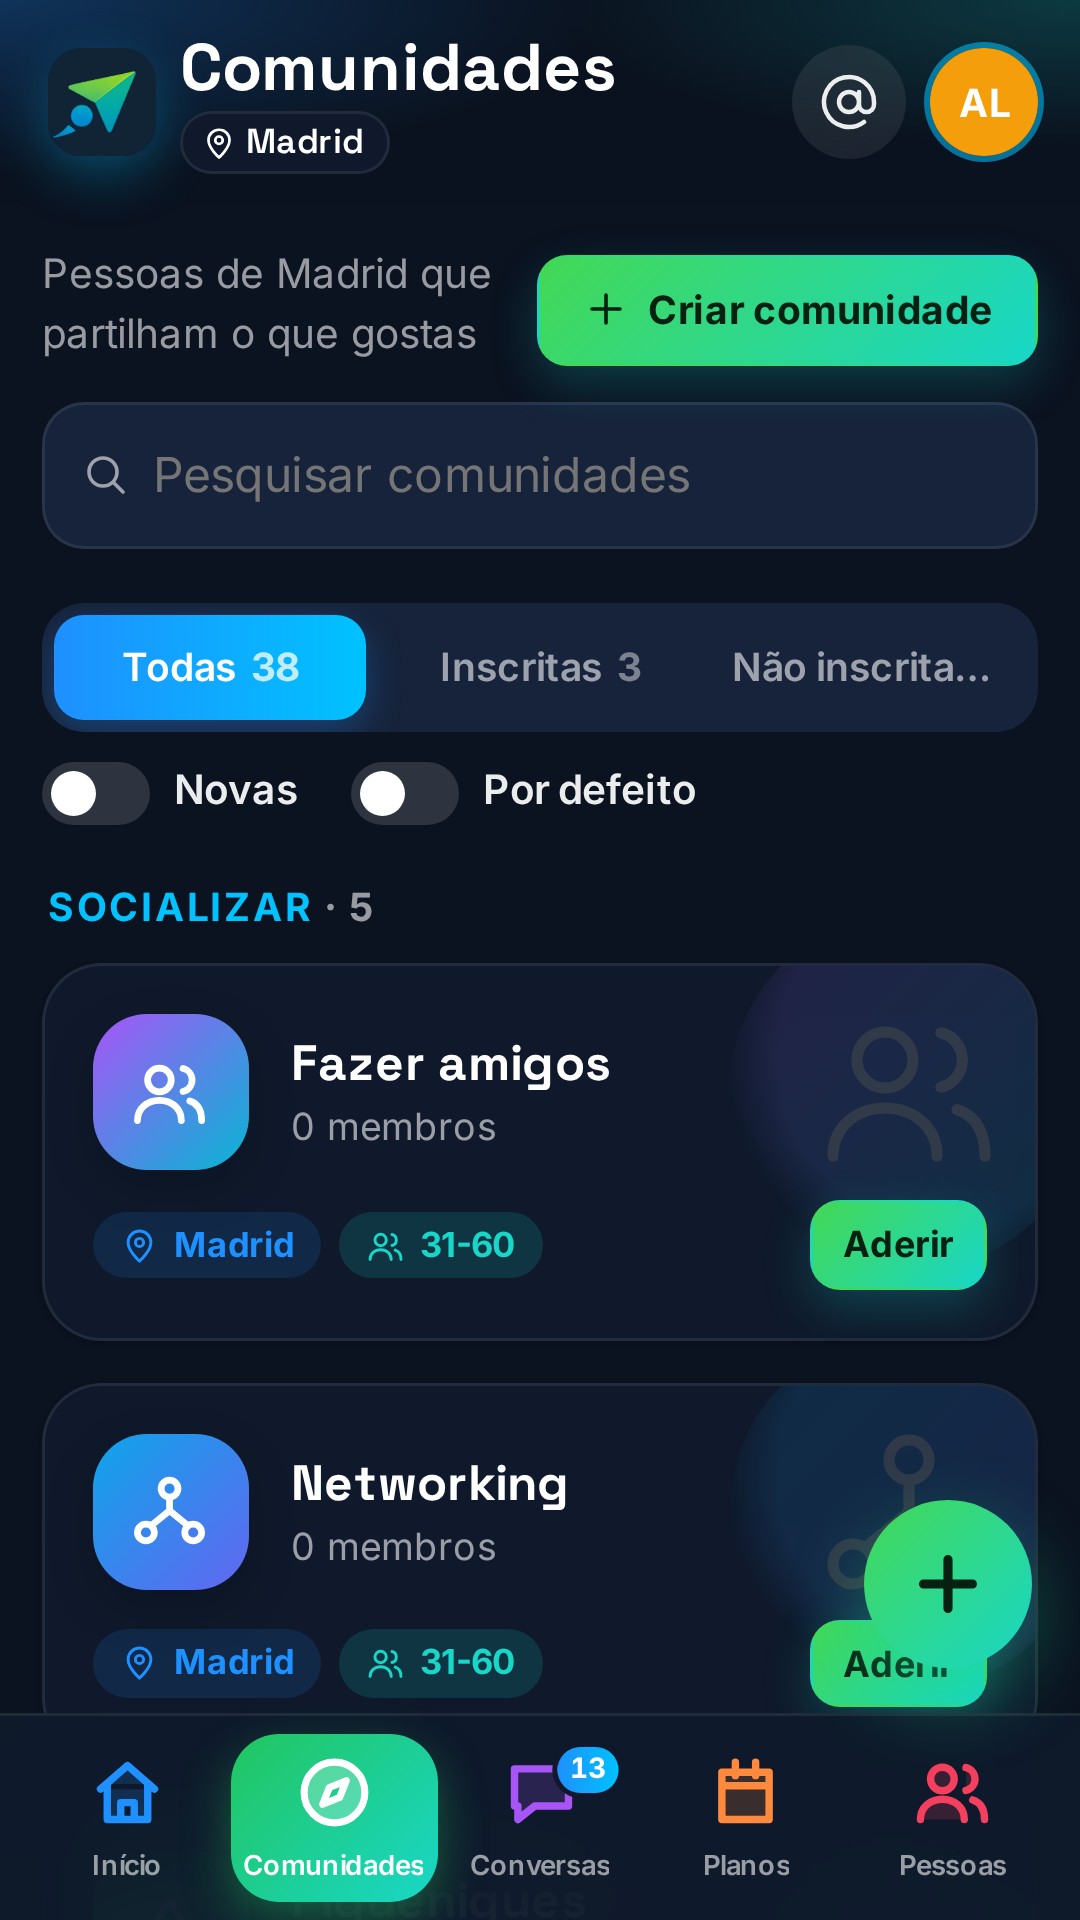 Comunidades
Madrid
AL
Pessoas de Madrid que
partilham o que gostas
Criar comunidade
Pesquisar comunidades
Todas 38
Inscritas 3
Não inscrita...
Novas
Por defeito
SOCIALIZAR · 5
Fazer amigos
0 membros
Madrid
31-60
Aderir
Networking
0 membros
Madrid
31-60
13
Início
Comunidades
Conversas
Planos
Pessoas